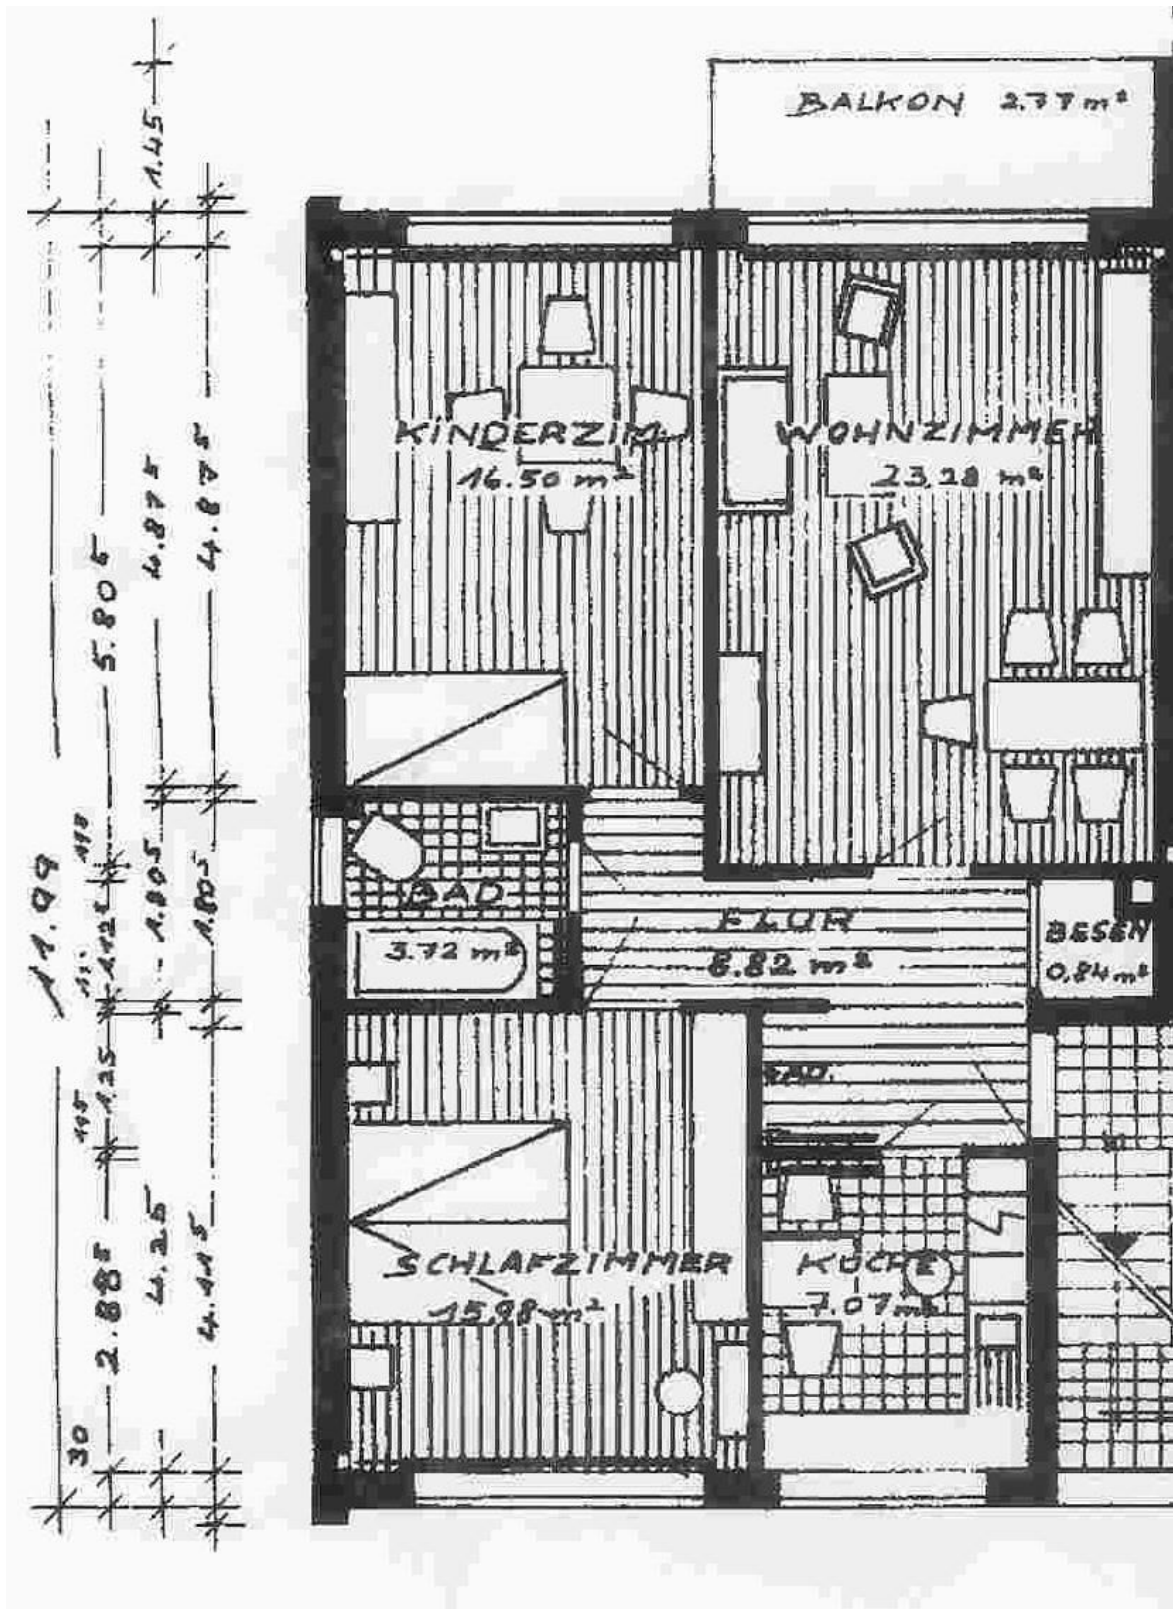 BALKON 2.77 m²
1.45
KINDERZIM.
16.50 m²
WOHNZIMMER
23.28 m²
4.875
4.875
5.805
11.99
1.125
1.805
1.805
BAD
3.72 m²
FLUR
8.82 m²
BESEN
0,84 m²
1.25
2.885
4.25
4.415
30
SCHLAFZIMMER
15.98 m²
KÜCHE
7.07 m²